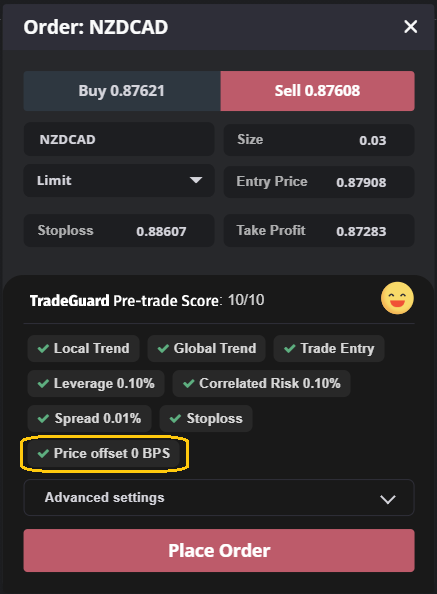 Order: NZDCAD
Buy 0.87621 Sell 0.87608
NZDCAD Size 0.03
Limit Entry Price 0.87908
Stoploss 0.88607 Take Profit 0.87283
TradeGuard Pre-trade Score: 10/10
Local Trend Global Trend Trade Entry
Leverage 0.10% Correlated Risk 0.10%
Spread 0.01% Stoploss
Price offset 0 BPS
Advanced settings
Place Order